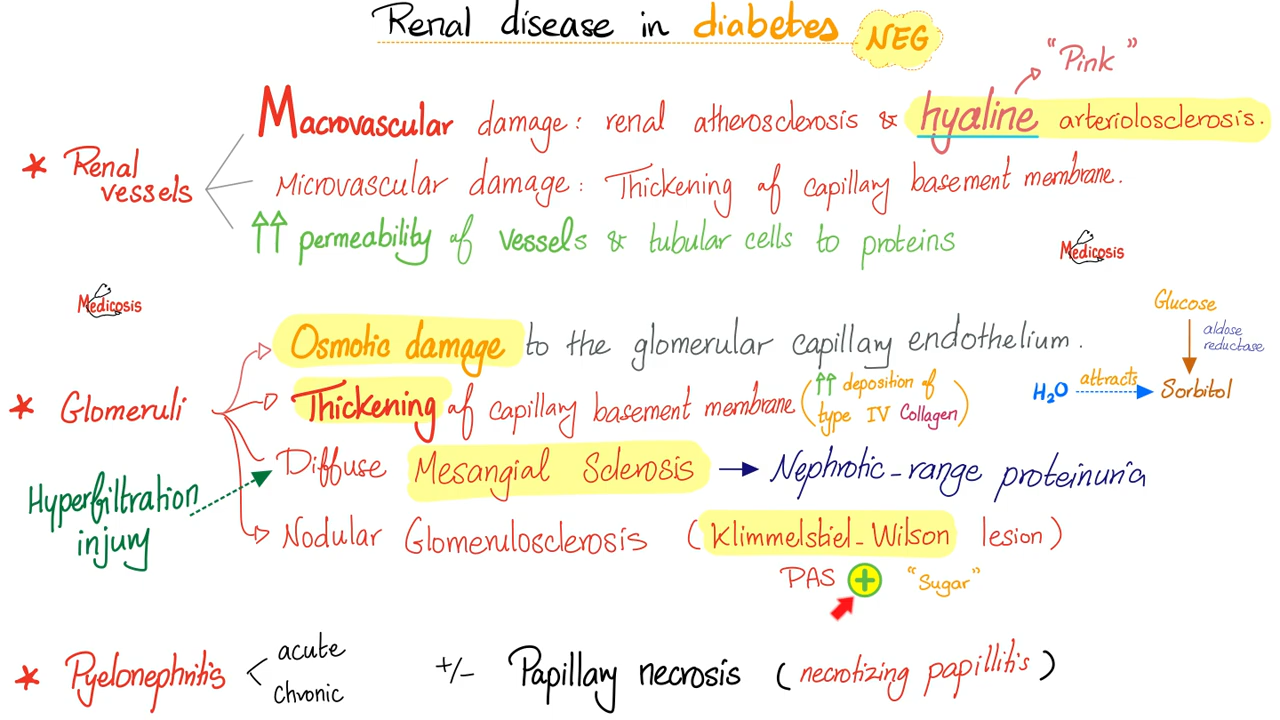 Renal disease in diabetes NEG
"Pink"
Macrovascular damage: renal atherosclerosis & hyaline arteriolosclerosis.
* Renal vessels
Microvascular damage: Thickening of capillary basement membrane.
↑↑ permeability of vessels & tubular cells to proteins
Medicosis
Medicosis
Glucose
aldose reductase
H₂O attracts Sorbitol
Osmotic damage to the glomerular capillary endothelium.
* Glomeruli
Thickening of capillary basement membrane (↑↑ deposition of type IV Collagen)
Diffuse Mesangial Sclerosis → Nephrotic-range proteinuria
Hyperfiltration injury
Nodular Glomerulosclerosis (Klimmelstiel-Wilson lesion)
PAS + "Sugar"
* Pyelonephritis
acute
chronic
+/- Papillary necrosis (necrotizing papillitis)